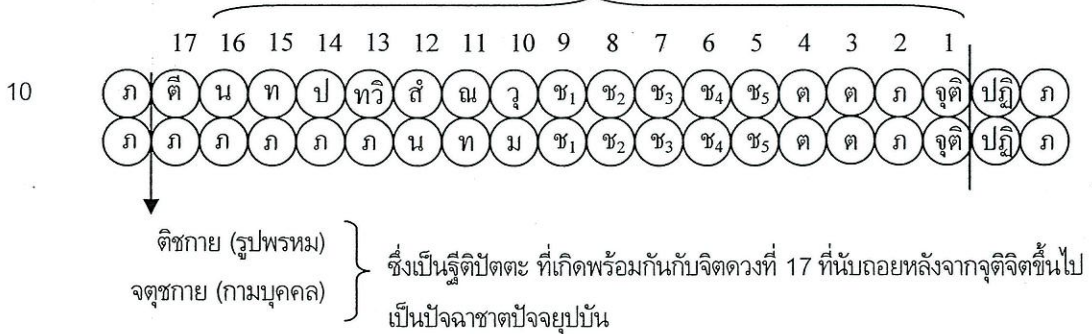 17 16 15 14 13 12 11 10 9 8 7 6 5 4 3 2 1
10 ภ ตี น ท ป ทวิ สํ ณ วุ ช₁ ช₂ ช₃ ช₄ ช₅ ต ต ภ จุติ ปฏิ ภ
ภ ภ ภ ภ ภ ภ น ท ม ช₁ ช₂ ช₃ ช₄ ช₅ ต ต ภ จุติ ปฏิ ภ
ติชกาย (รูปพรหม)
ซึ่งเป็นฐีติปัตตะ ที่เกิดพร้อมกันกับจิตดวงที่ 17 ที่นับถอยหลังจากจุติจิตขึ้นไป
จตุชกาย (กามบุคคล)
เป็นปัจฉาชาตปัจจยุปบัน